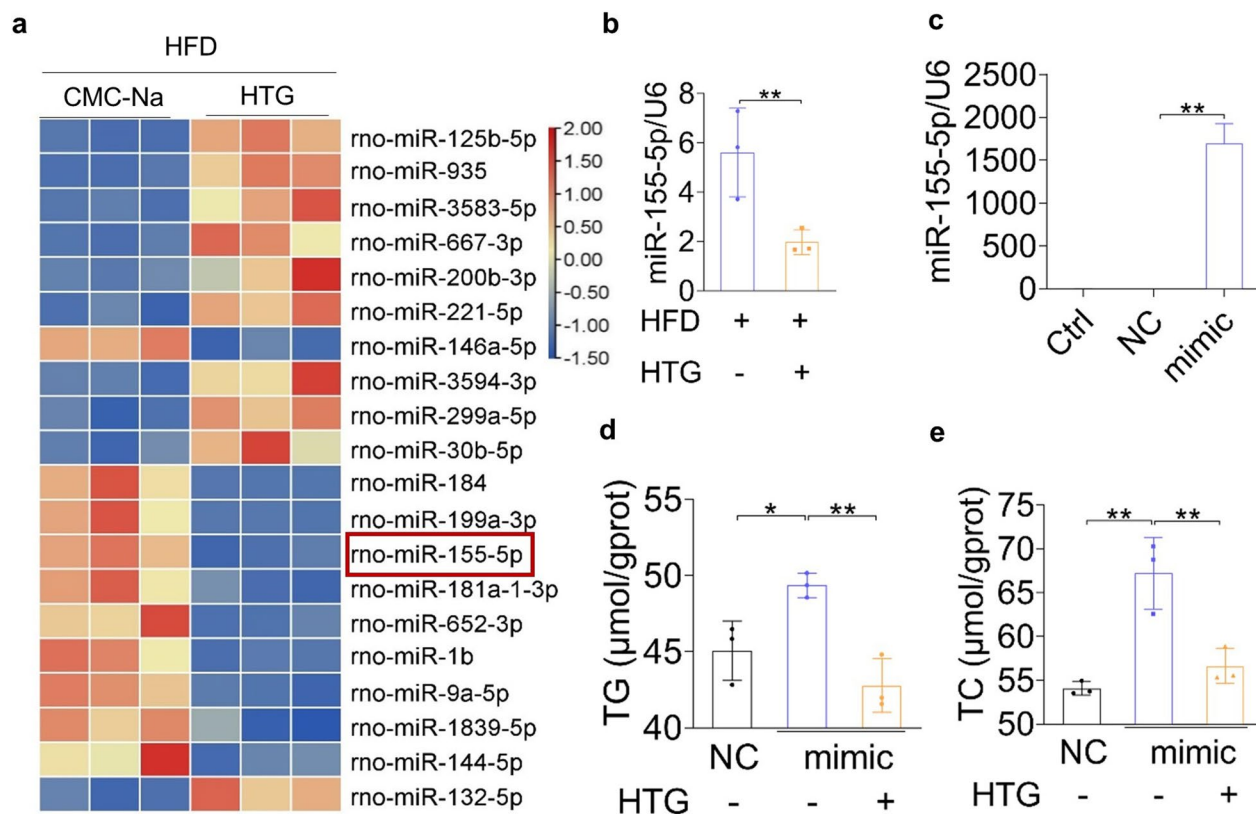 a
HFD
CMC-Na HTG
rno-miR-125b-5p
rno-miR-935
rno-miR-3583-5p
rno-miR-667-3p
rno-miR-200b-3p
rno-miR-221-5p
rno-miR-146a-5p
rno-miR-3594-3p
rno-miR-299a-5p
rno-miR-30b-5p
rno-miR-184
rno-miR-199a-3p
rno-miR-155-5p
rno-miR-181a-1-3p
rno-miR-652-3p
rno-miR-1b
rno-miR-9a-5p
rno-miR-1839-5p
rno-miR-144-5p
rno-miR-132-5p
2.00
1.50
1.00
0.50
0.00
-0.50
-1.00
-1.50
b
miR-155-5p/U6
8
6
4
2
0
**
HFD + +
HTG - +
c
miR-155-5p/U6
2500
2000
1500
1000
500
0
**
Ctrl
NC
mimic
d
TG (μmol/gprot)
55
50
45
40
* **
NC mimic
HTG - - +
e
TC (μmol/gprot)
75
70
65
60
55
50
** **
NC mimic
HTG - - +